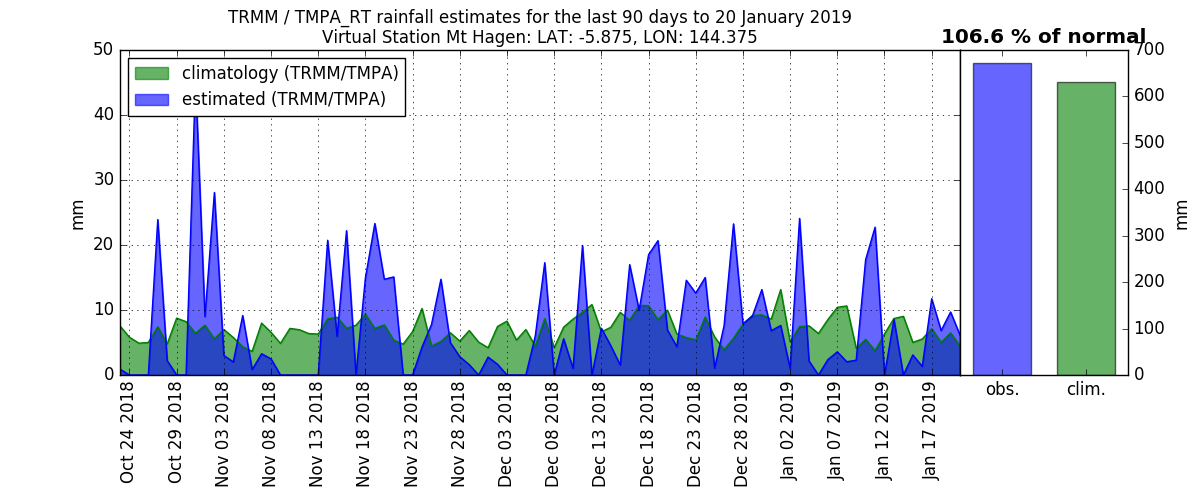 TRMM / TMPA_RT rainfall estimates for the last 90 days to 20 January 2019
Virtual Station Mt Hagen: LAT: -5.875, LON: 144.375
106.6 % of normal
climatology (TRMM/TMPA)
estimated (TRMM/TMPA)
50
40
30
20
10
0
mm
700
600
500
400
300
200
100
0
mm
obs.
clim.
Oct 24 2018
Oct 29 2018
Nov 03 2018
Nov 08 2018
Nov 13 2018
Nov 18 2018
Nov 23 2018
Nov 28 2018
Dec 03 2018
Dec 08 2018
Dec 13 2018
Dec 18 2018
Dec 23 2018
Dec 28 2018
Jan 02 2019
Jan 07 2019
Jan 12 2019
Jan 17 2019